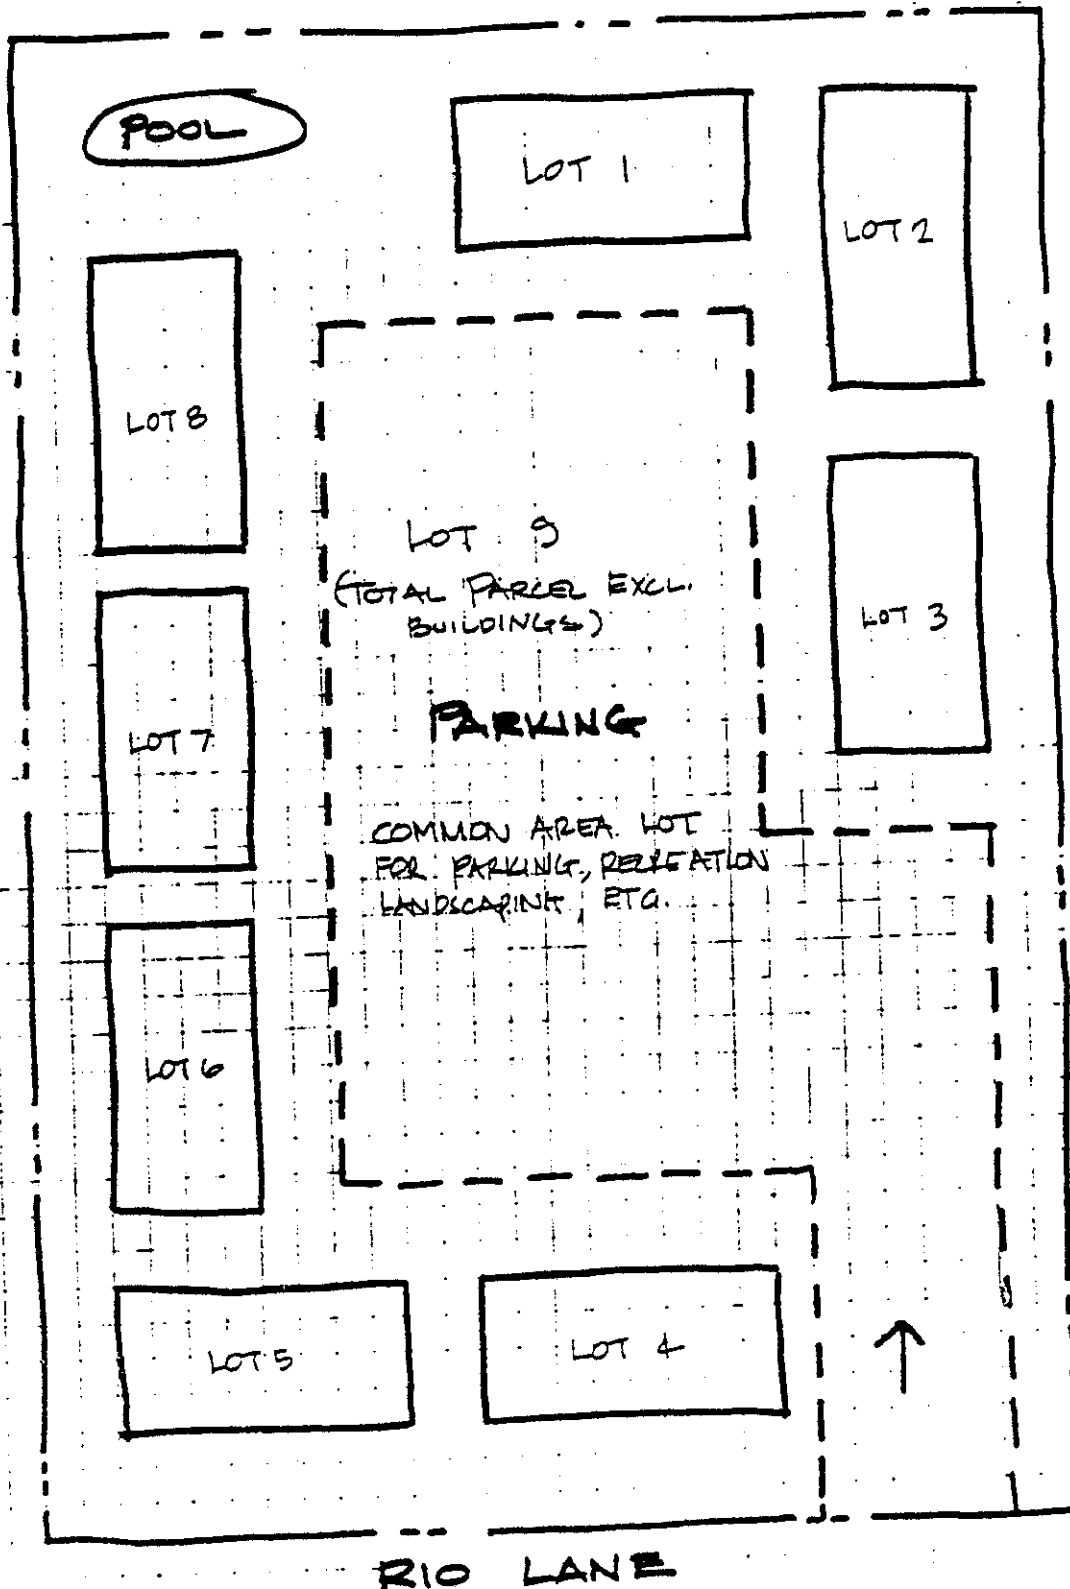 POOL
LOT 1
LOT 2
LOT 8
LOT 9
(TOTAL PARCEL EXCL.
BUILDINGS)
LOT 3
PARKING
LOT 7
COMMON AREA LOT
FOR PARKING, RECREATION
LANDSCAPING, ETC.
LOT 6
LOT 5
LOT 4
RIO LANE